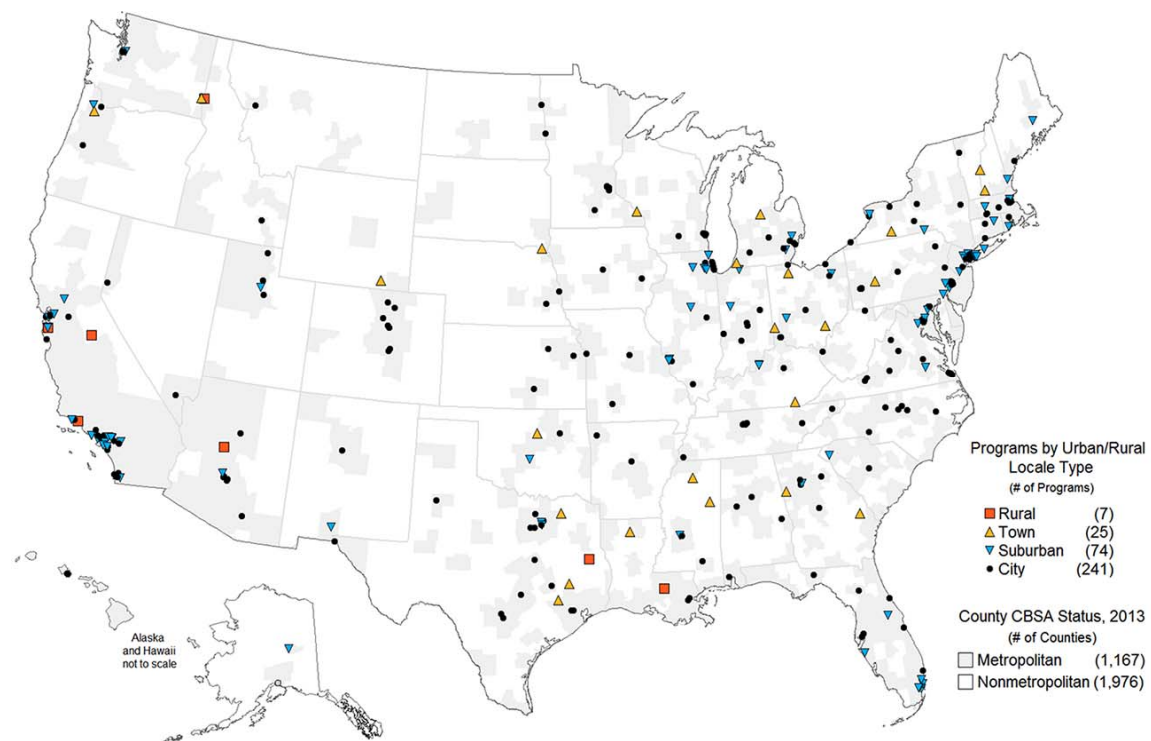 Programs by Urban/Rural
Locale Type
(# of Programs)
Rural (7)
Town (25)
Suburban (74)
City (241)
County CBSA Status, 2013
(# of Counties)
Metropolitan (1,167)
Nonmetropolitan (1,976)
Alaska
and Hawaii
not to scale